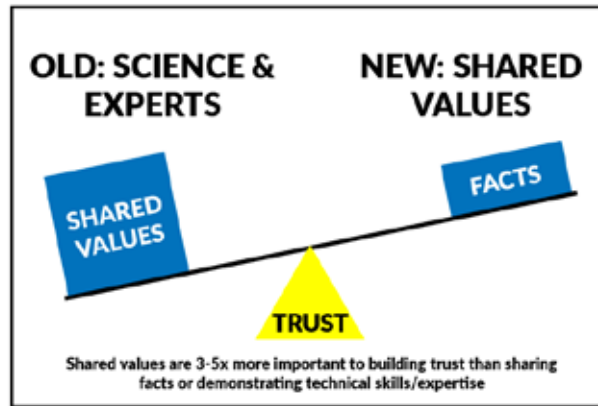 OLD: SCIENCE &
EXPERTS
NEW: SHARED
VALUES
SHARED
VALUES
FACTS
TRUST
Shared values are 3-5x more important to building trust than sharing
facts or demonstrating technical skills/expertise